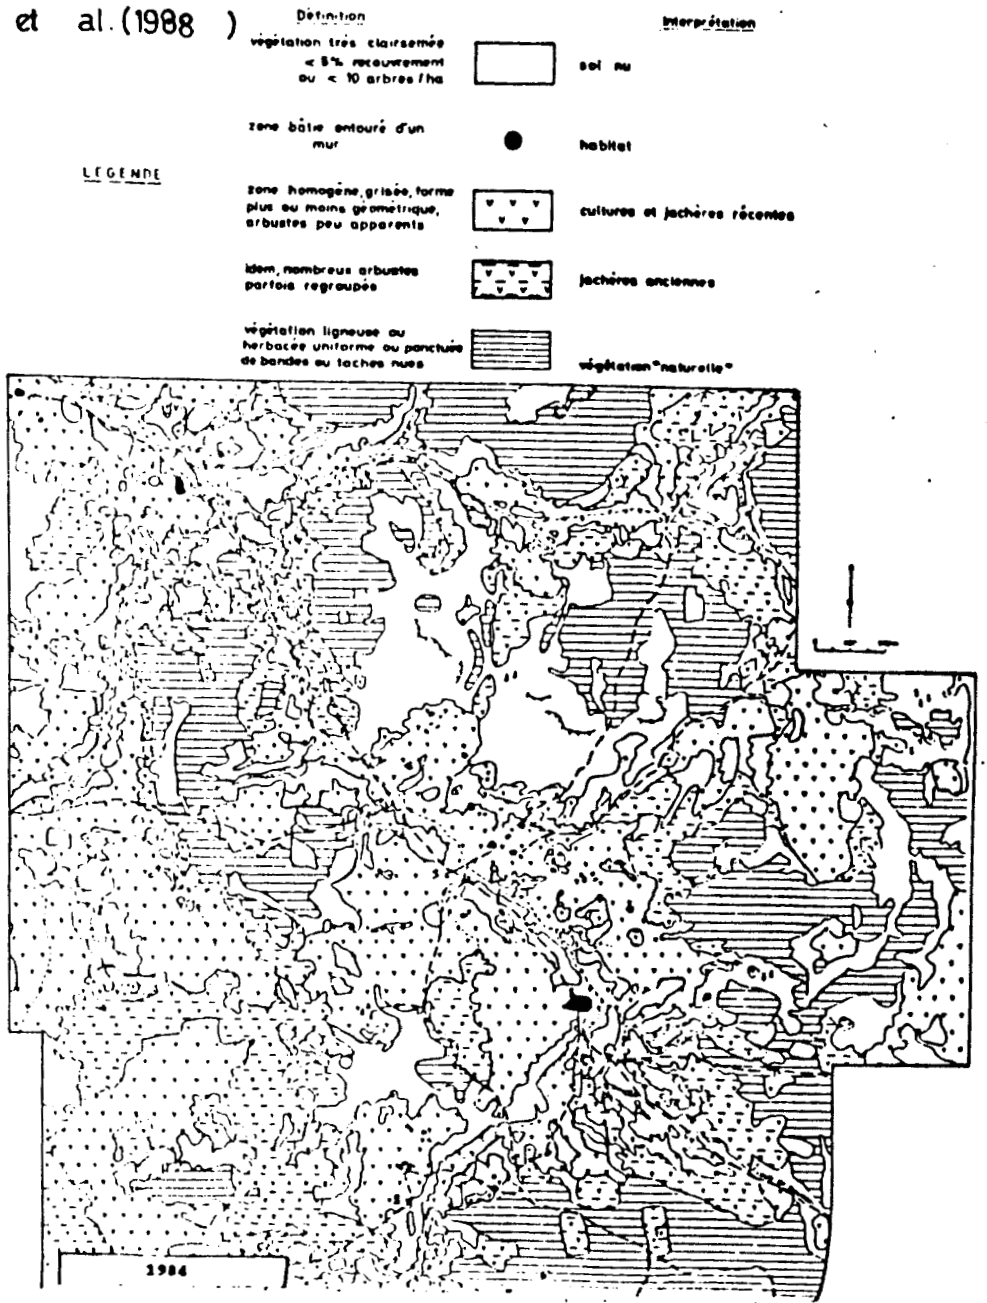 et al. (1988 )
Définition
Interprétation
végétation très clairsemée
< 5% recouvrement
ou < 10 arbres/ha
sol nu
zone bâtie entouré d'un
mur
habitat
LEGENDE
zone homogène, grisée, forme
plus ou moins géométrique,
arbustes peu apparents
cultures et jachères récentes
idem, nombreux arbustes
parfois regroupés
jachères anciennes
végétation ligneuse ou
herbacée uniforme ou ponctuée
de bandes ou taches nues
végétation "naturelle"
1984